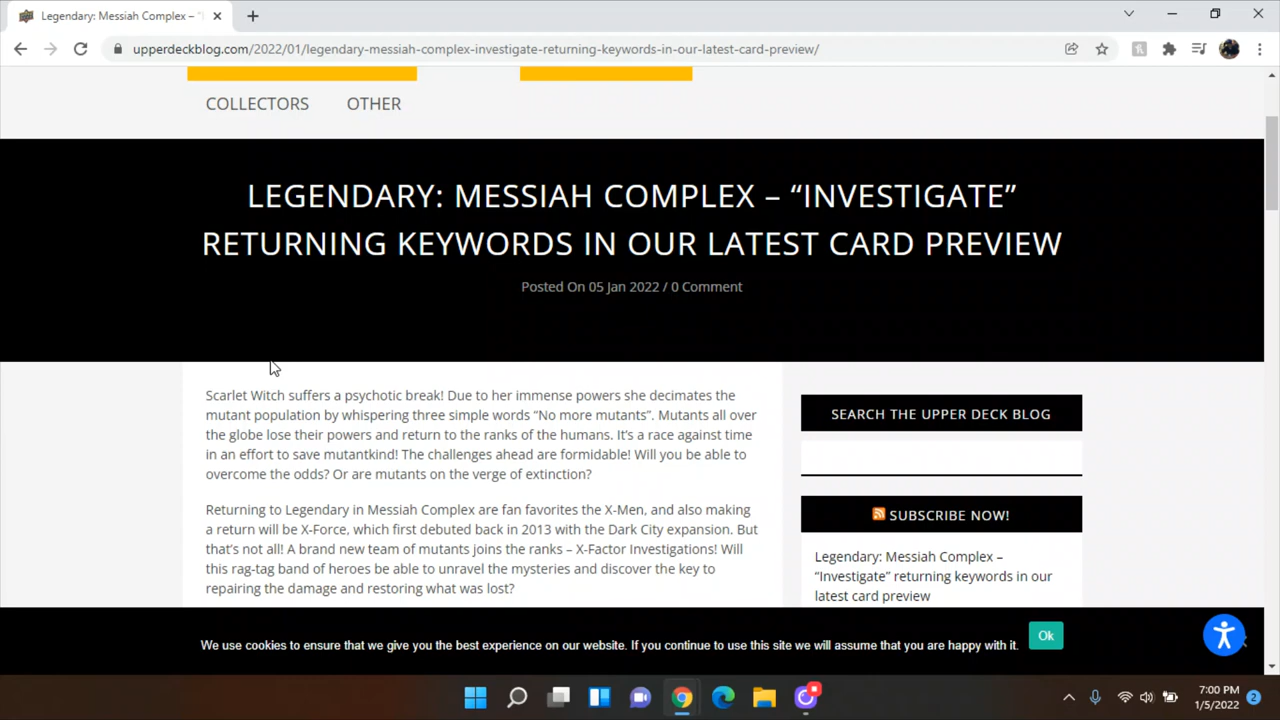 Legendary: Messiah Complex – “I
upperdeckblog.com/2022/01/legendary-messiah-complex-investigate-returning-keywords-in-our-latest-card-preview/
COLLECTORS OTHER
LEGENDARY: MESSIAH COMPLEX – “INVESTIGATE”
RETURNING KEYWORDS IN OUR LATEST CARD PREVIEW
Posted On 05 Jan 2022 / 0 Comment
Scarlet Witch suffers a psychotic break! Due to her immense powers she decimates the
mutant population by whispering three simple words “No more mutants”. Mutants all over
the globe lose their powers and return to the ranks of the humans. It’s a race against time
in an effort to save mutantkind! The challenges ahead are formidable! Will you be able to
overcome the odds? Or are mutants on the verge of extinction?
Returning to Legendary in Messiah Complex are fan favorites the X-Men, and also making
a return will be X-Force, which first debuted back in 2013 with the Dark City expansion. But
that’s not all! A brand new team of mutants joins the ranks – X-Factor Investigations! Will
this rag-tag band of heroes be able to unravel the mysteries and discover the key to
repairing the damage and restoring what was lost?
SEARCH THE UPPER DECK BLOG
SUBSCRIBE NOW!
Legendary: Messiah Complex –
“Investigate” returning keywords in our
latest card preview
We use cookies to ensure that we give you the best experience on our website. If you continue to use this site we will assume that you are happy with it.
Ok
7:00 PM
1/5/2022
2